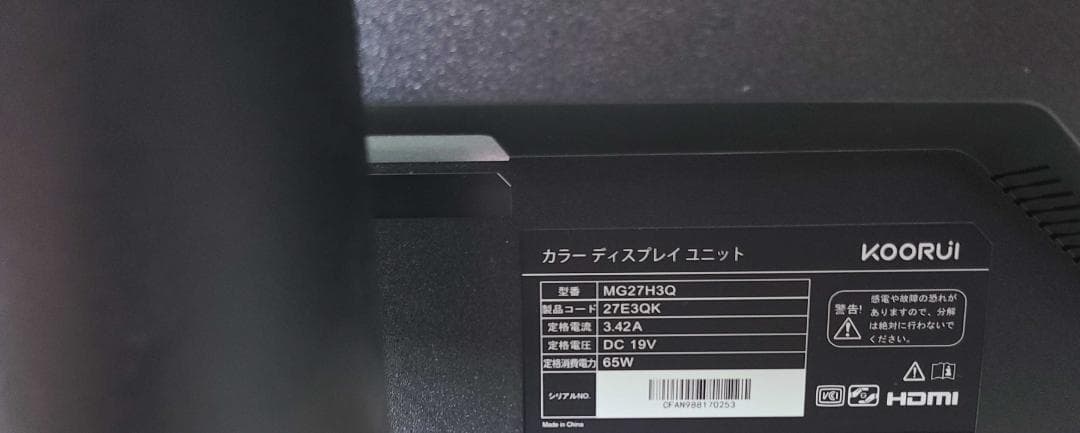 カラー ディスプレイ ユニット
KOORUi
型番 MG27H3Q
製品コード 27E3QK
定格電流 3.42A
定格電圧 DC 19V
定格消費電力 65W
シリアルNO.
CFAN988170253
Made in China
警告!
感電や故障の恐れが
ありますので、分解
は絶対に行わないで
ください。
VCI
HDMI